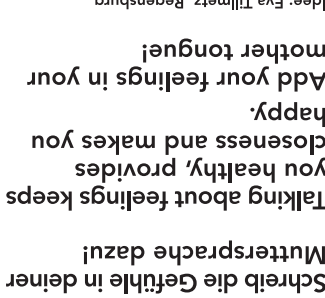 Schreib die Gefühle in deiner
Muttersprache dazu!
Talking about feelings keeps
you healthy, provides
closeness and makes you
happy.
Add your feelings in your
mother tongue!
Idee: Eva Tillmetz, Regensburg